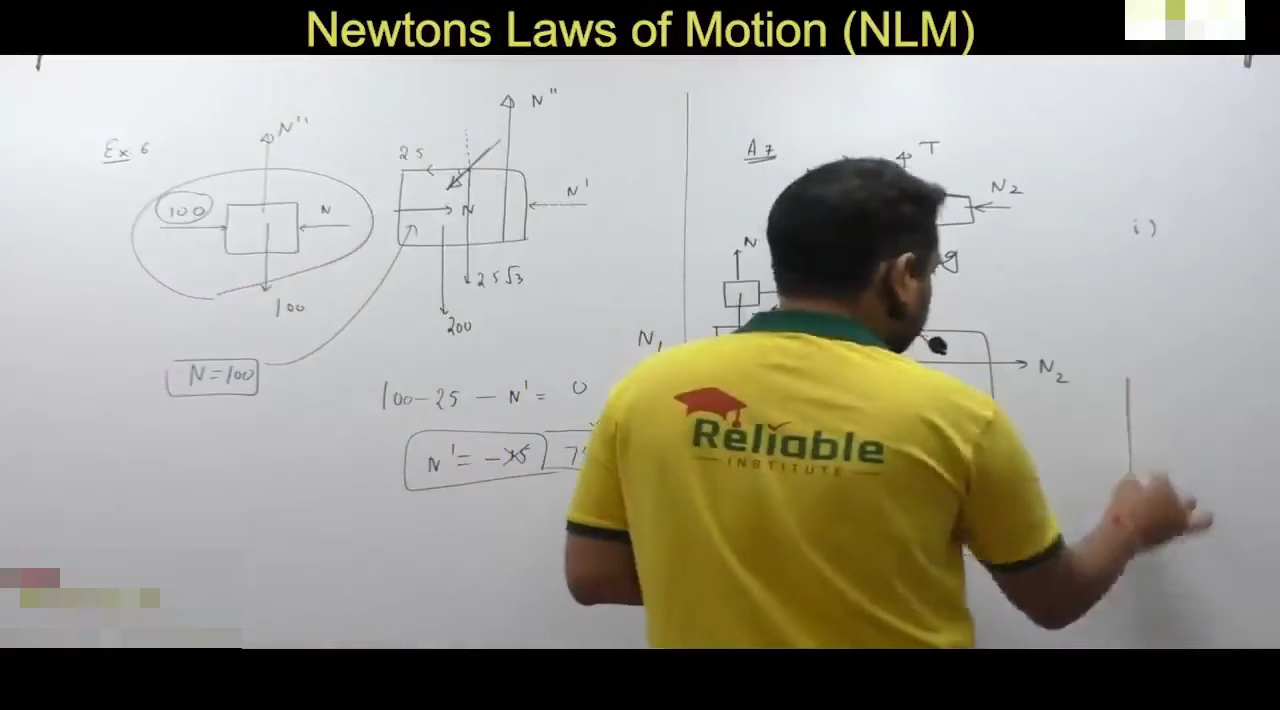 Newtons Laws of Motion (NLM)
Ex 6
N'''
100
N
100
N=100
N''
25
N
N'
25√3
200
100-25-N'= 0
N'=-75
A7
T
N2
g
N
N1
N2
i)
Reliable
INSTITUTE